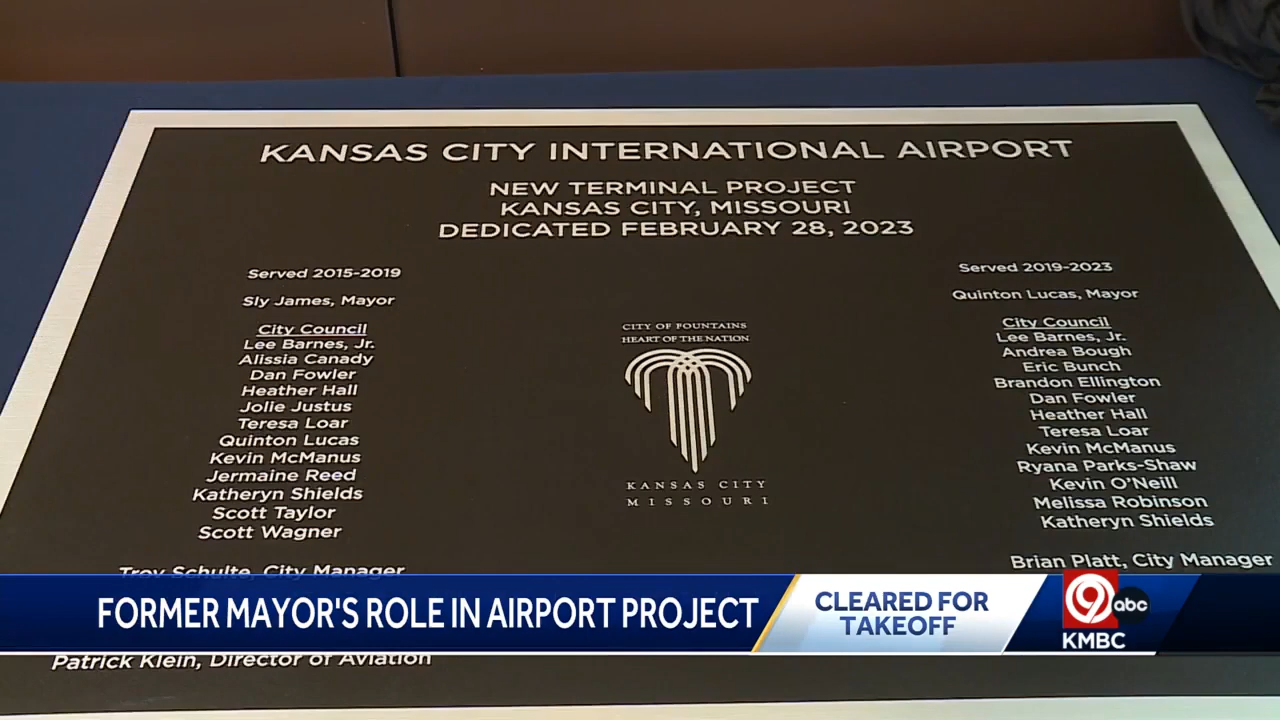 KANSAS CITY INTERNATIONAL AIRPORT
NEW TERMINAL PROJECT
KANSAS CITY, MISSOURI
DEDICATED FEBRUARY 28, 2023
Served 2015-2019
Sly James, Mayor
City Council
Lee Barnes, Jr.
Alissia Canady
Dan Fowler
Heather Hall
Jolie Justus
Teresa Loar
Quinton Lucas
Kevin McManus
Jermaine Reed
Katheryn Shields
Scott Taylor
Scott Wagner
Troy Schulte, City Manager
Patrick Klein, Director of Aviation
CITY OF FOUNTAINS
HEART OF THE NATION
KANSAS CITY
MISSOURI
Served 2019-2023
Quinton Lucas, Mayor
City Council
Lee Barnes, Jr.
Andrea Bough
Eric Bunch
Brandon Ellington
Dan Fowler
Heather Hall
Teresa Loar
Kevin McManus
Ryana Parks-Shaw
Kevin O'Neill
Melissa Robinson
Katheryn Shields
Brian Platt, City Manager
FORMER MAYOR'S ROLE IN AIRPORT PROJECT
CLEARED FOR
TAKEOFF
9
abc
KMBC